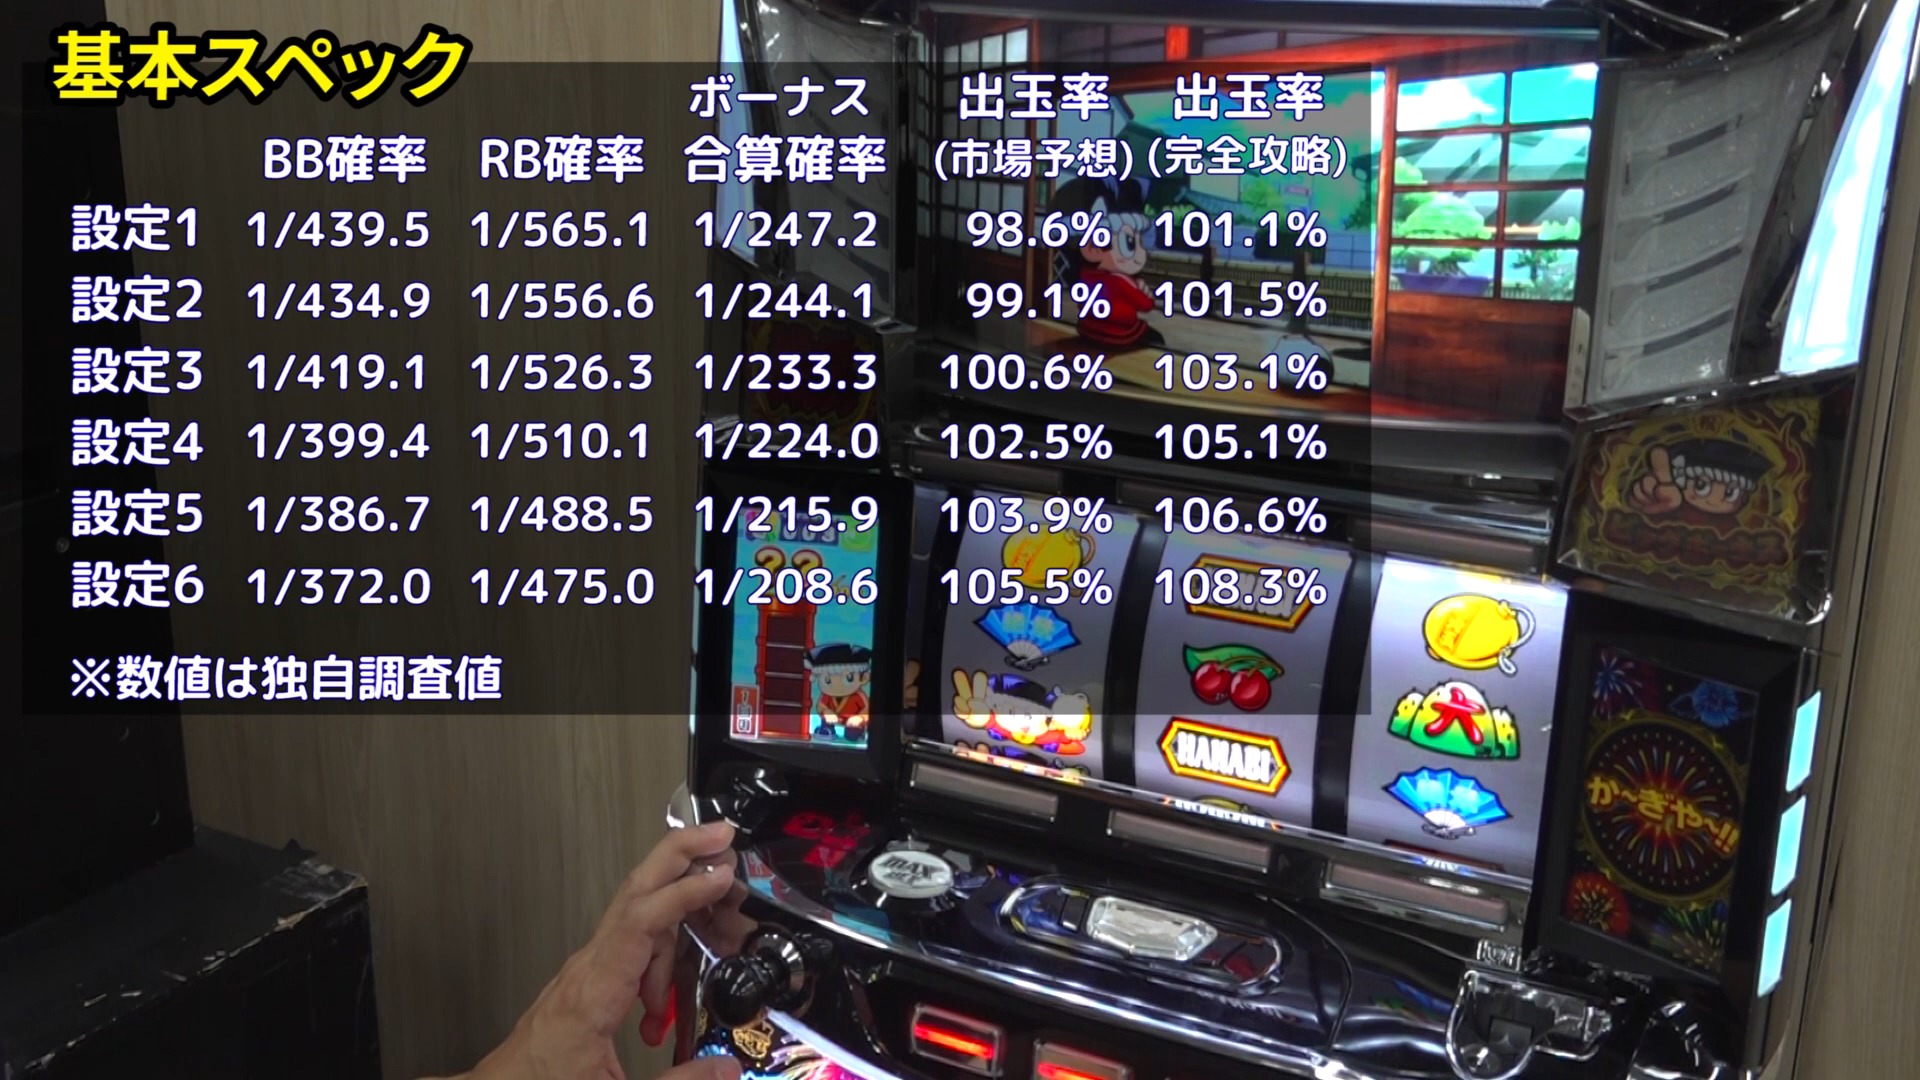 基本スペック
BB確率 RB確率 ボーナス合算確率 出玉率(市場予想) 出玉率(完全攻略)
設定1 1/439.5 1/565.1 1/247.2 98.6% 101.1%
設定2 1/434.9 1/556.6 1/244.1 99.1% 101.5%
設定3 1/419.1 1/526.3 1/233.3 100.6% 103.1%
設定4 1/399.4 1/510.1 1/224.0 102.5% 105.1%
設定5 1/386.7 1/488.5 1/215.9 103.9% 106.6%
設定6 1/372.0 1/475.0 1/208.6 105.5% 108.3%
※数値は独自調査値
大
HANABI
か~ぎや~!!
MAX
BET